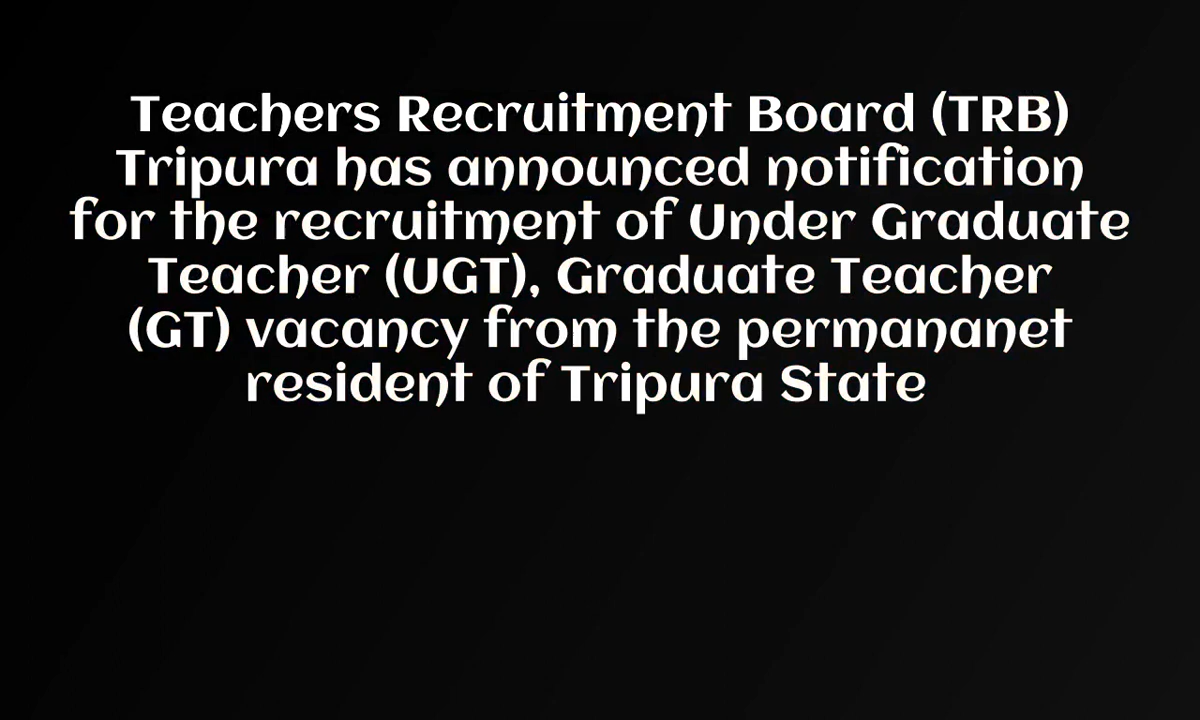 Teachers Recruitment Board (TRB)
Tripura has announced notification
for the recruitment of Under Graduate
Teacher (UGT), Graduate Teacher
(GT) vacancy from the permananet
resident of Tripura State